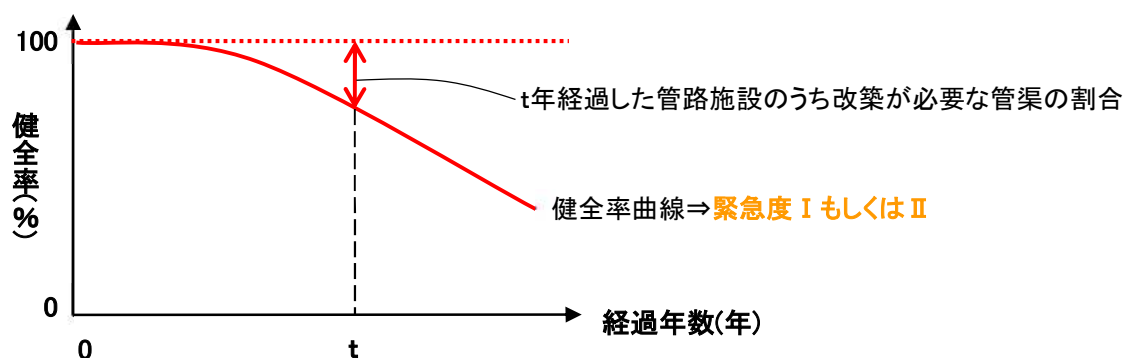 100
t年経過した管路施設のうち改築が必要な管渠の割合
健全率(%)
健全率曲線⇒緊急度Ⅰもしくは Ⅱ
0
経過年数(年)
0
t